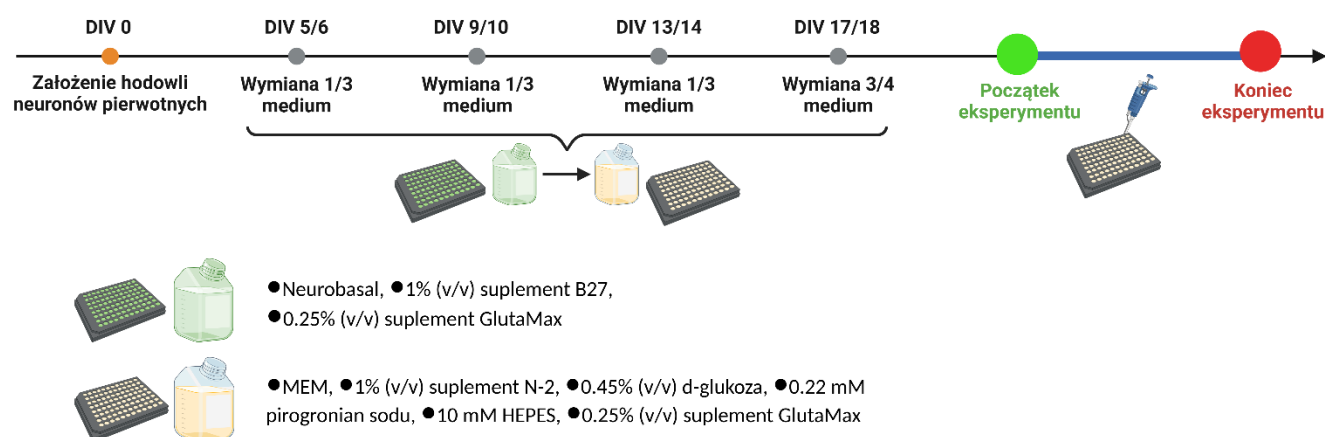 DIV 0
DIV 5/6
DIV 9/10
DIV 13/14
DIV 17/18
Założenie hodowli
neuronów pierwotnych
Wymiana 1/3
medium
Wymiana 1/3
medium
Wymiana 1/3
medium
Wymiana 3/4
medium
Początek
eksperymentu
Koniec
eksperymentu
●Neurobasal, ●1% (v/v) suplement B27,
●0.25% (v/v) suplement GlutaMax
●MEM, ●1% (v/v) suplement N-2, ●0.45% (v/v) d-glukoza, ●0.22 mM
pirogronian sodu, ●10 mM HEPES, ●0.25% (v/v) suplement GlutaMax